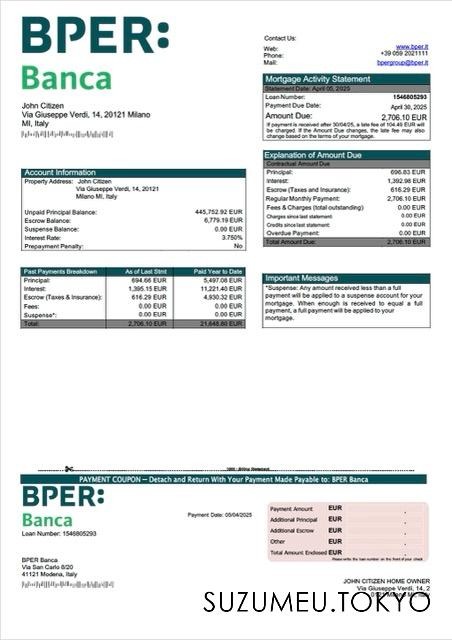 BPER:
Banca
Contact Us:
Web: www.bper.it
Phone: +39 059 2021111
Mail: bpergroup@bper.it
Mortgage Activity Statement
Statement Date: April 05, 2025
Loan Number: 1546805293
Payment Due Date: April 30, 2025
Amount Due: 2,706.10 EUR
If payment is received after 30/04/25, a late fee of 104.49 EUR will
be charged. If the Amount Due changes, the late fee may also
change based on the terms of your mortgage.
John Citizen
Via Giuseppe Verdi, 14, 20121 Milano
MI, Italy
Explanation of Amount Due
Contractual Amount Due
Principal: 696.83 EUR
Interest: 1,392.98 EUR
Escrow (Taxes and Insurance): 616.29 EUR
Regular Monthly Payment: 2,706.10 EUR
Fees & Charges (total outstanding) 0.00 EUR
Charges since last statement: 0.00 EUR
Credits since last statement: 0.00 EUR
Overdue Payment: 0.00 EUR
Total Amount Due: 2,706.10 EUR
Account Information
Property Address: John Citizen
Via Giuseppe Verdi, 14, 20121
Milano MI, Italy
Unpaid Principal Balance: 445,752.92 EUR
Escrow Balance: 6,779.19 EUR
Suspense Balance: 0.00 EUR
Interest Rate: 3.750%
Prepayment Penalty: No
Past Payments Breakdown As of Last Stmt Paid Year to Date
Principal: 694.66 EUR 5,497.08 EUR
Interest: 1,395.15 EUR 11,221.40 EUR
Escrow (Taxes & Insurance): 616.29 EUR 4,930.32 EUR
Fees: 0.00 EUR 0.00 EUR
Suspense*: 0.00 EUR 0.00 EUR
Total: 2,706.10 EUR 21,648.80 EUR
Important Messages
*Suspense: Any amount received less than a full
payment will be applied to a suspense account for your
mortgage. When enough is received to equal a full
payment, a full payment will be applied to your
mortgage.
PAYMENT COUPON – Detach and Return With Your Payment Made Payable to: BPER Banca
BPER:
Banca
Loan Number: 1546805293
Payment Date: 05/04/2025
Payment Amount EUR
Additional Principal EUR
Additional Escrow EUR
Other EUR
Total Amount Enclosed EUR
Please write the loan number on the front of your check
BPER Banca
Via San Carlo 8/20
41121 Modena, Italy
JOHN CITIZEN HOME OWNER
Via Giuseppe Verdi, 14, 2
SUZUMEU.TOKYO